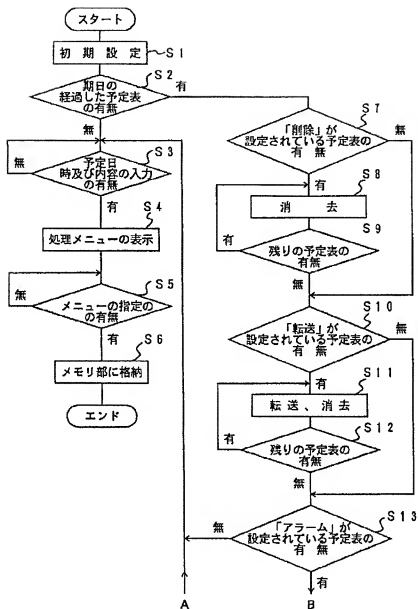 スタート
初期設定
S1
S2
期日の
経過した予定表
の有無
有
無
S3
無
予定日
時及び内容の入力
の有無
有
S4
処理メニューの表示
S5
無
メニューの指定の
の有無
有
S6
メモリ部に格納
エンド
S7
「削除」が
設定されている予定表の
有 無
無
有
S8
消 去
S9
有
残りの予定表の
有無
無
S10
「転送」が
設定されている予定表の
有 無
無
有
S11
転送、消去
S12
有
残りの予定表の
有無
無
S13
「アラーム」が
設定されている予定表の
有 無
無
有
A
B